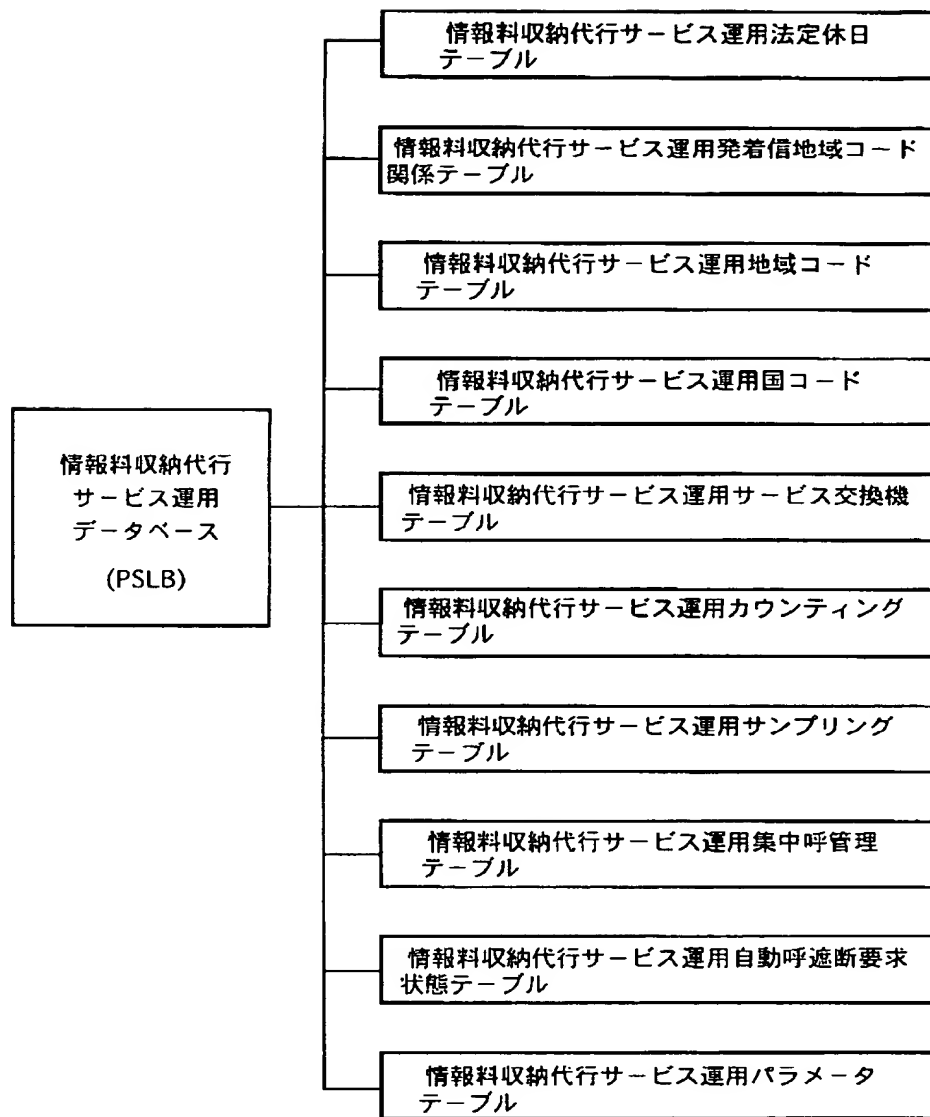 情報料収納代行サービス運用法定休日
テーブル
情報料収納代行サービス運用発着信地域コード
関係テーブル
情報料収納代行サービス運用地域コード
テーブル
情報料収納代行サービス運用国コード
テーブル
情報料収納代行
サービス運用
データベース
(PSLB)
情報料収納代行サービス運用サービス交換機
テーブル
情報料収納代行サービス運用カウンティング
テーブル
情報料収納代行サービス運用サンプリング
テーブル
情報料収納代行サービス運用集中呼管理
テーブル
情報料収納代行サービス運用自動呼遮断要求
状態テーブル
情報料収納代行サービス運用パラメータ
テーブル